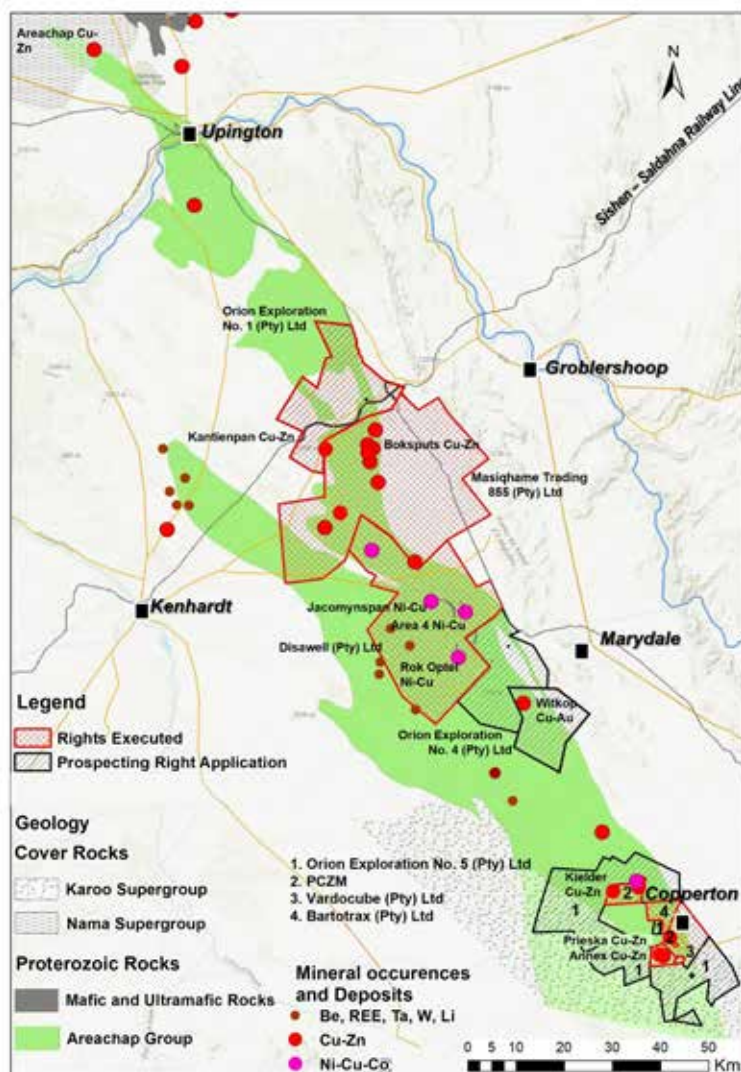 Areachap Cu-
Zn
N
Upington
Sishen – Saldahna Railway Line
Orion Exploration
No. 1 (Pty) Ltd
Groblershoop
Kantienpan Cu-Zn
Boksputs Cu-Zn
Masiqhame Trading
855 (Pty) Ltd
Kenhardt
Jacomynspan Ni-Cu
Area 4 Ni-Cu
Marydale
Disawell (Pty) Ltd
Rok Optel
Ni-Cu
Witkop
Cu-Au
Orion Exploration
No. 4 (Pty) Ltd
Legend
Rights Executed
Prospecting Right Application
Geology
Cover Rocks
Karoo Supergroup
Nama Supergroup
Proterozoic Rocks
Mafic and Ultramafic Rocks
Areachap Group
1. Orion Exploration No. 5 (Pty) Ltd
2. PCZM
3. Vardocube (Pty) Ltd
4. Bartotrax (Pty) Ltd
Mineral occurences
and Deposits
Be, REE, Ta, W, Li
Cu-Zn
Ni-Cu-Co
Kielder
Cu-Zn
2
Copperton
1
4
1
2
Prieska Cu-Zn
Annex Cu-Zn
3
1
1
0 10 20 30 40 50
Km